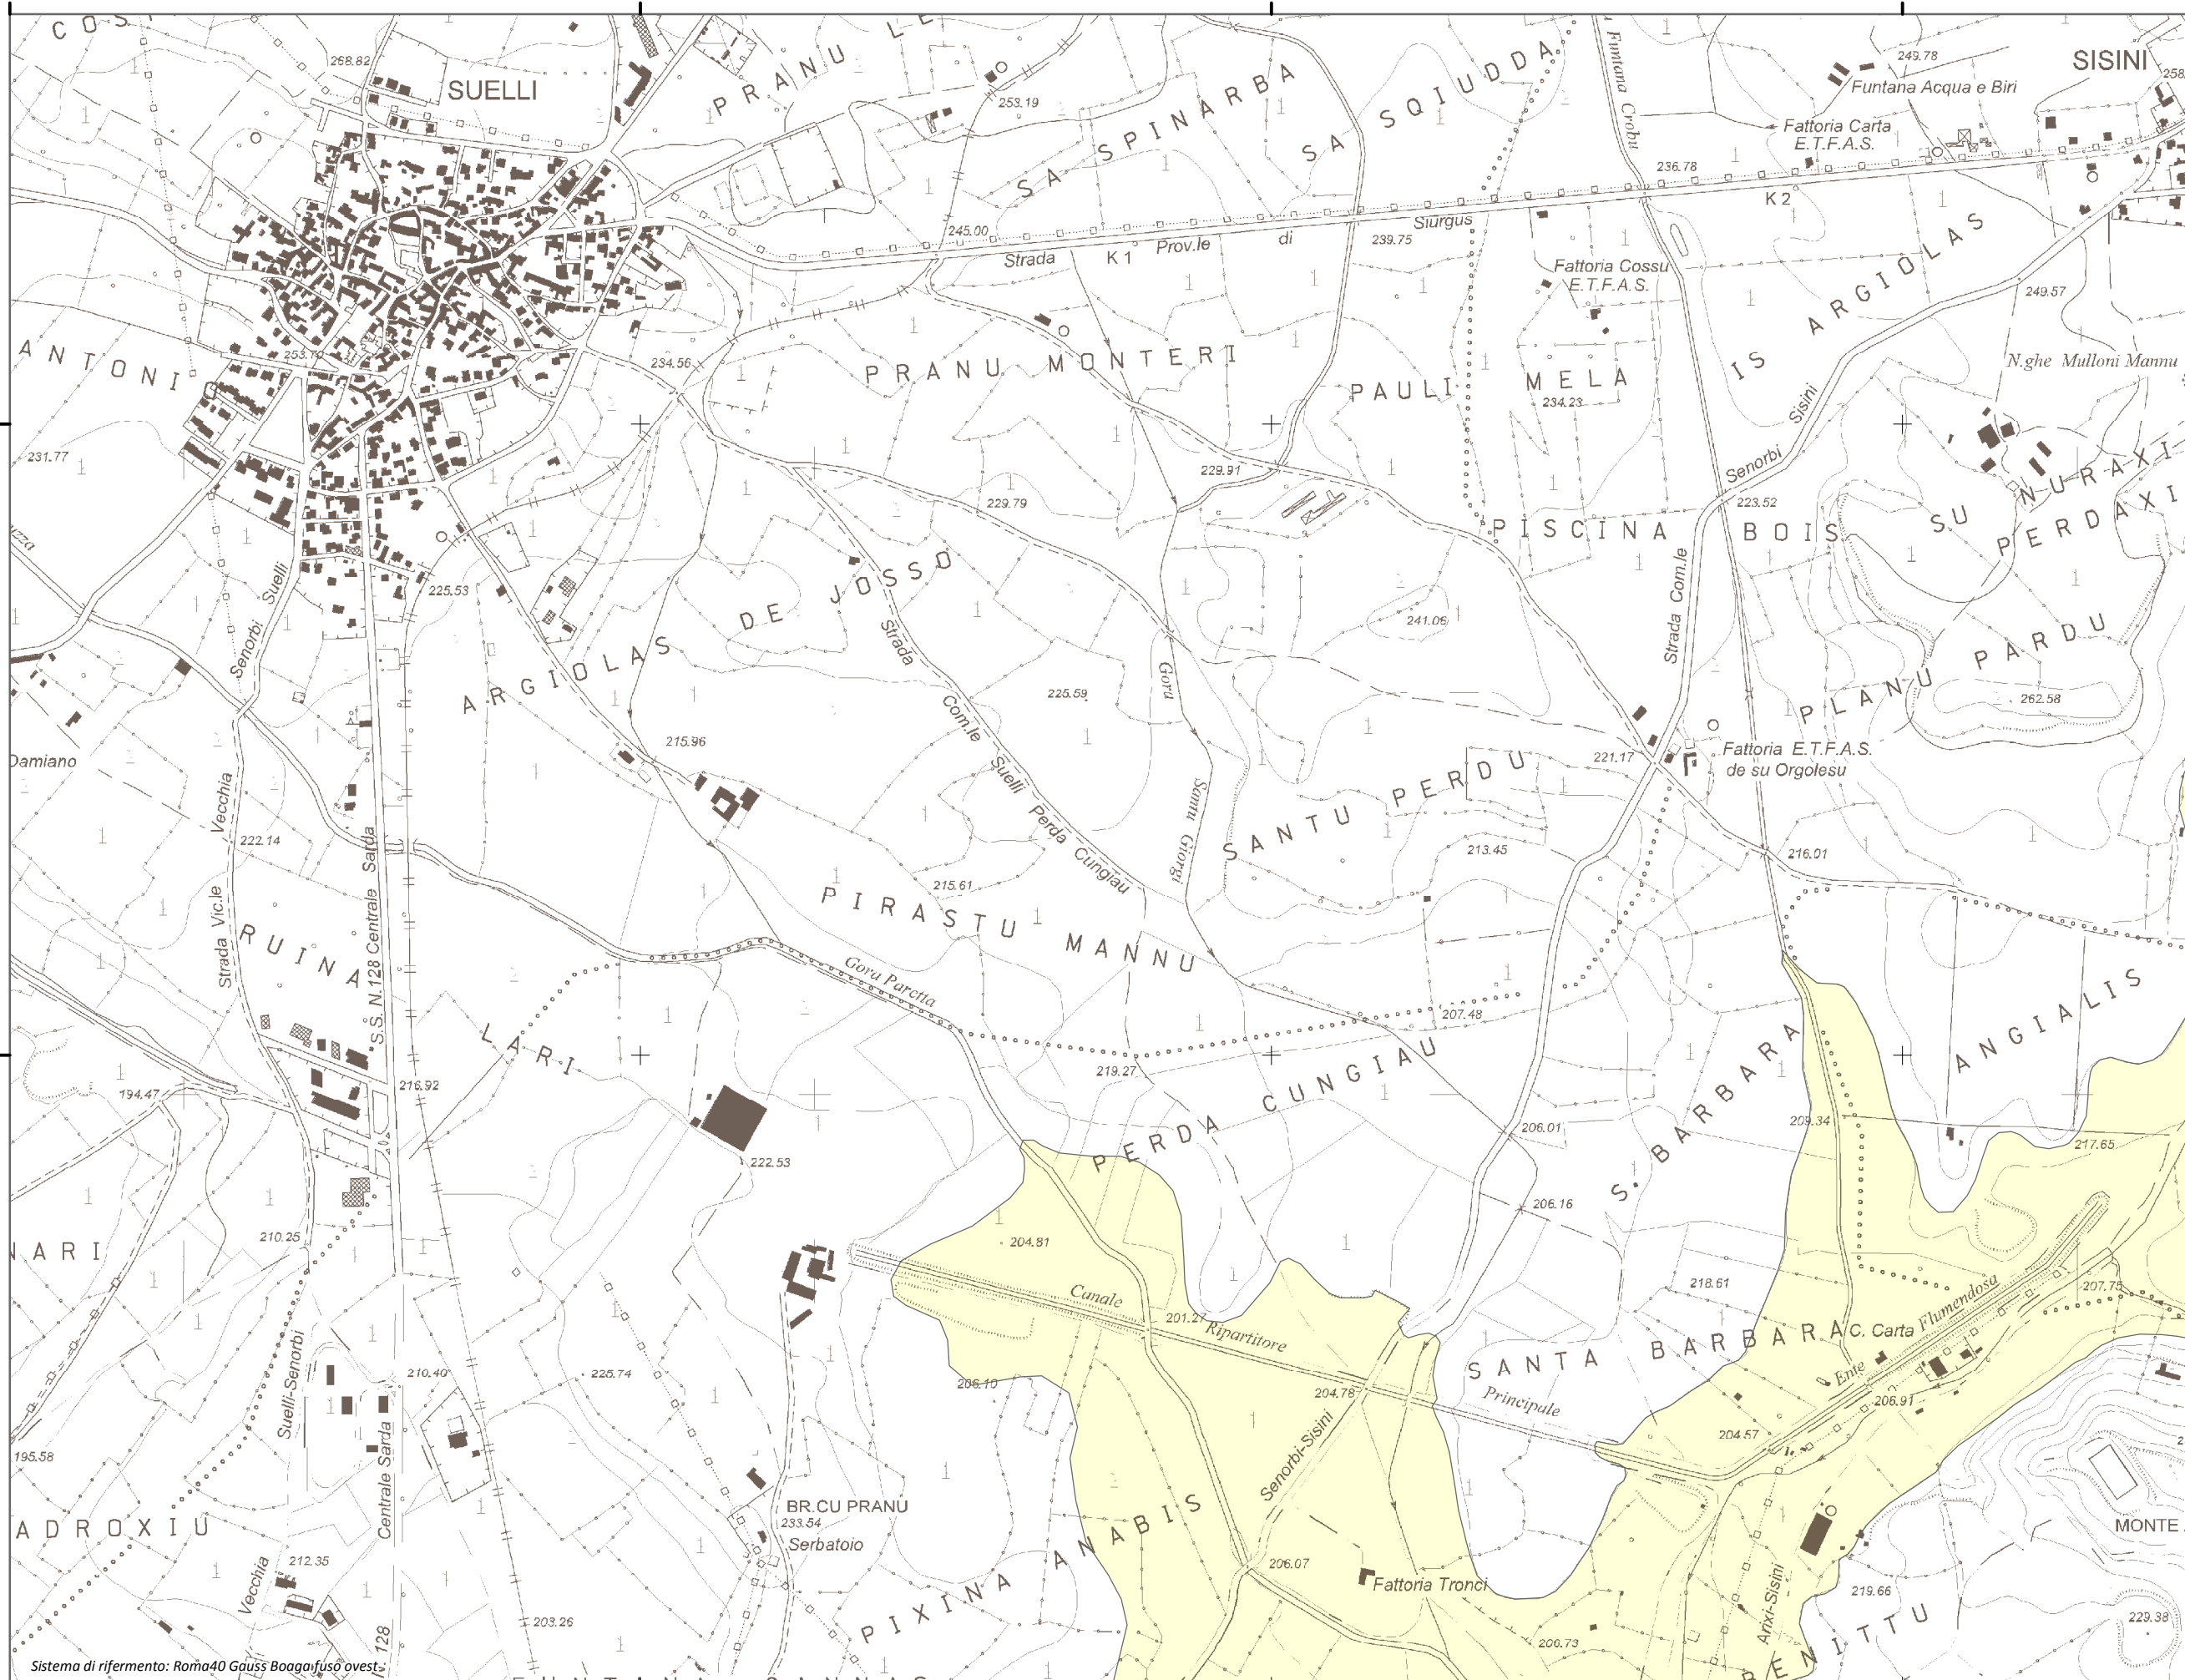 SUELLI
268.82
PRANU
253.19
SA SPINARBA
SA SQIUDDA
Funtana Crobu
249.78
SISINI
Funtana Acqua e Biri
Fattoria Carta
E.T.F.A.S.
236.78
K 2
245.00
Strada
K 1
Prov.le
di
Siurgus
239.75
Fattoria Cossu
E.T.F.A.S.
IS ARGIOLAS
249.57
ANTONI
234.56
PRANU MONTERI
PAULI MELA
234.23
N.ghe Mulloni Mannu
231.77
229.91
229.79
Senorbi
Sisini
223.52
PISCINA BOIS
SU NURAXI
PERDAXI
Strada Com.le
225.53
Senorbi Suelli
ARGIOLAS DE JOSSO
241.06
PLANU PARDU
262.58
225.59
Goru
Santu Giorgi
Damiano
215.96
Strada Com.le Suelli Perda Cungiau
221.17
Fattoria E.T.F.A.S.
de su Orgolesu
SANTU PERDU
213.45
216.01
222.14
Strada Vic.le Vecchia
S.S. N.128 Centrale Sarda
215.61
PIRASTU MANNU
RUINA
Goru Paretta
ANGIALIS
LARI
207.48
219.27
PERDA CUNGIAU
S. BARBARA
194.47
216.92
206.01
209.34
217.65
222.53
206.16
210.25
204.81
218.61
207.75
Canale
Ripartitore
Principale
201.27
SANTA BARBARA
C. Carta
Ente Flumendosa
206.91
Suelli-Senorbi
210.40
225.74
206.10
204.78
Senorbi-Sisini
204.57
195.58
ADROXIU
Centrale Sarda
BR.CU PRANU
233.54
Serbatoio
PIXINA ANABIS
206.07
Fattoria Tronci
MONTE
Vecchia
212.35
219.66
229.38
203.26
206.73
Arixi-Sisini
128
Sistema di rifermento: Roma40 Gauss Boaga fuso ovest